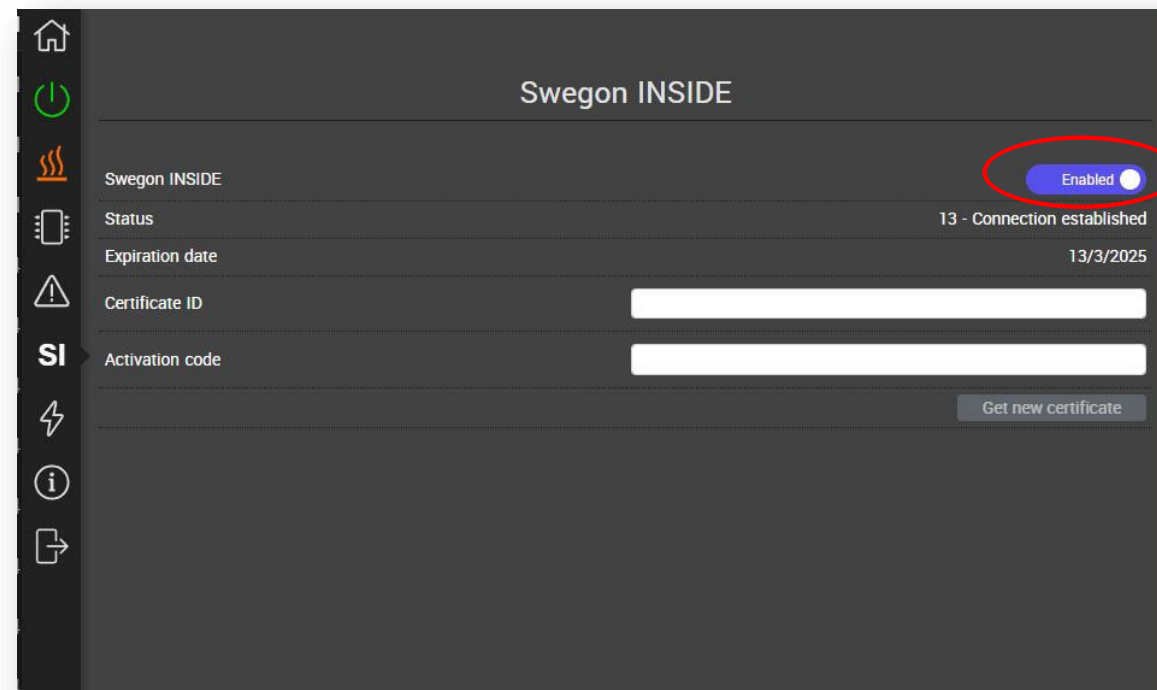 Swegon INSIDE
Swegon INSIDE Enabled
Status 13 - Connection established
Expiration date 13/3/2025
Certificate ID
SI Activation code
Get new certificate